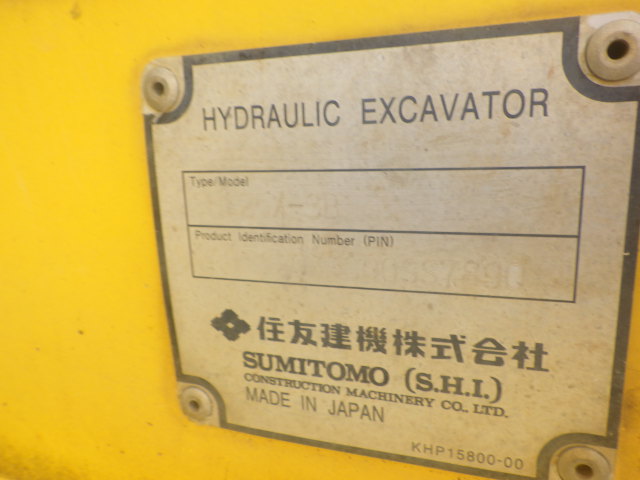 HYDRAULIC EXCAVATOR
Type/Model
Product Identification Number (PIN)
住友建機株式会社
SUMITOMO (S.H.I.)
CONSTRUCTION MACHINERY CO., LTD.
MADE IN JAPAN
KHP15800-00